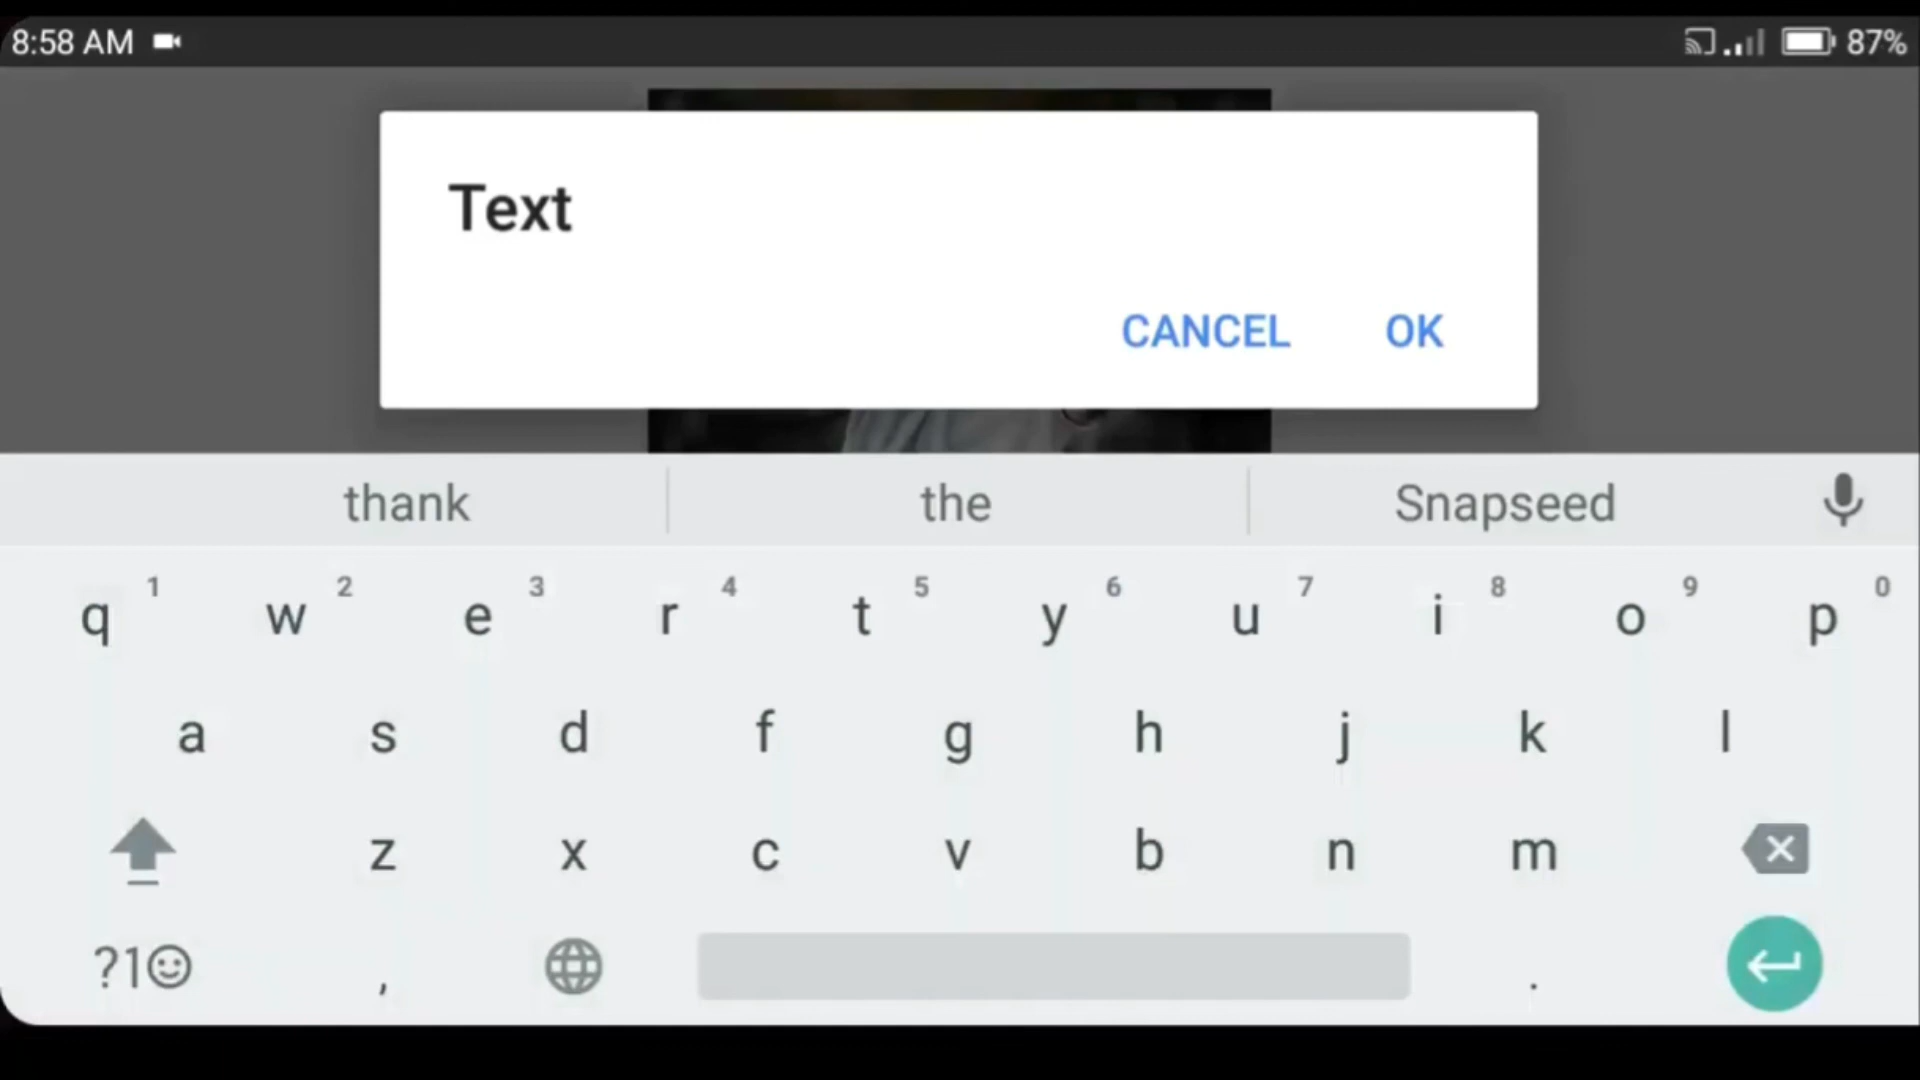 8:58 AM 87%
Text
CANCEL OK
thank the Snapseed
1 2 3 4 5 6 7 8 9 0
q w e r t y u i o p
a s d f g h j k l
z x c v b n m
?1☺ , .